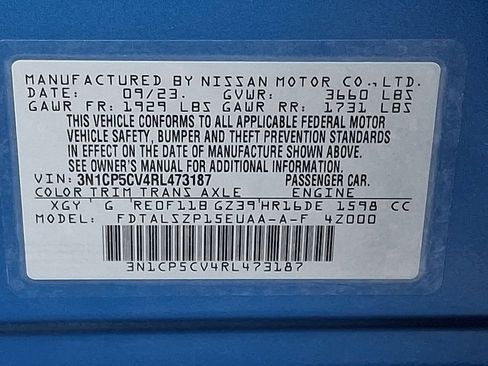 MANUFACTURED BY NISSAN MOTOR CO.,LTD.
DATE: 09/23. GVWR: 3660 LBS
GAWR FR: 1929 LBS GAWR RR: 1731 LBS
THIS VEHICLE CONFORMS TO ALL APPLICABLE FEDERAL MOTOR
VEHICLE SAFETY, BUMPER AND THEFT PREVENTION STANDARDS
IN EFFECT ON THE DATE OF MANUFACTURE SHOWN ABOVE.
SEE OWNER'S MANUAL FOR ADDITIONAL INFORMATION.
VIN: 3N1CP5CV4RL473187 PASSENGER CAR.
COLOR TRIM TRANS AXLE ENGINE
XGY' G 'RE0F11B GZ39'HR16DE 1598 CC
MODEL: FDTALSZP15EUAA-A-F 4Z000
3N1CP5CV4RL473187